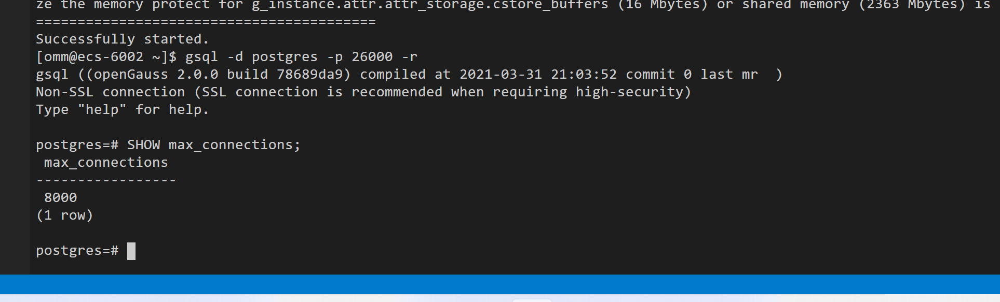 ze the memory protect for g_instance.attr.attr_storage.cstore_buffers (16 Mbytes) or shared memory (2363 Mbytes) is
=========================================
Successfully started.
[omm@ecs-6002 ~]$ gsql -d postgres -p 26000 -r
gsql ((openGauss 2.0.0 build 78689da9) compiled at 2021-03-31 21:03:52 commit 0 last mr  )
Non-SSL connection (SSL connection is recommended when requiring high-security)
Type "help" for help.

postgres=# SHOW max_connections;
 max_connections
-----------------
 8000
(1 row)

postgres=#